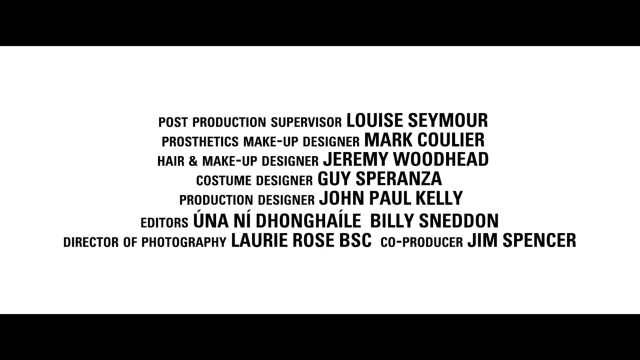 POST PRODUCTION SUPERVISOR LOUISE SEYMOUR
PROSTHETICS MAKE-UP DESIGNER MARK COULIER
HAIR & MAKE-UP DESIGNER JEREMY WOODHEAD
COSTUME DESIGNER GUY SPERANZA
PRODUCTION DESIGNER JOHN PAUL KELLY
EDITORS ÚNA NÍ DHONGHAÍLE BILLY SNEDDON
DIRECTOR OF PHOTOGRAPHY LAURIE ROSE BSC CO-PRODUCER JIM SPENCER